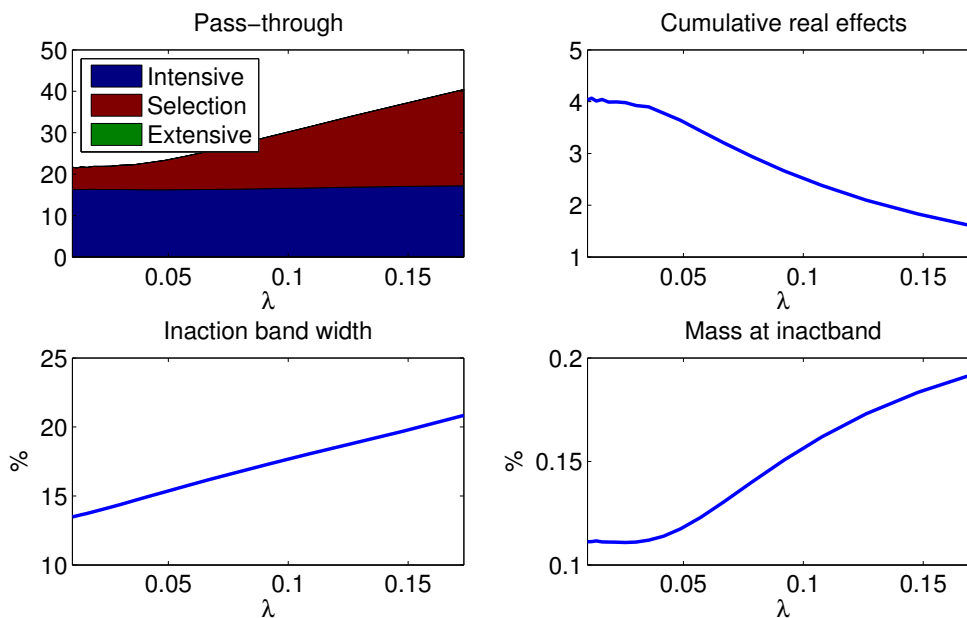 Pass−through
50
40
30
20
10
0
Intensive
Selection
Extensive
0.05
0.1
0.15
λ
Cumulative real effects
5
4
3
2
1
0.05
0.1
0.15
λ
Inaction band width
25
20
15
10
%
0.05
0.1
0.15
λ
Mass at inactband
0.2
0.15
0.1
%
0.05
0.1
0.15
λ